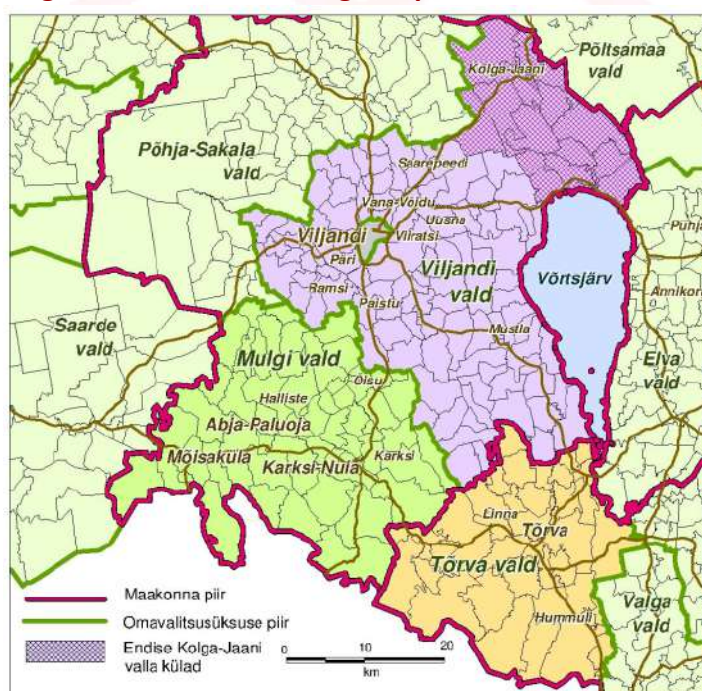 Põltsamaa
vald
Kolga-Jaani
Põhja-Sakala
vald
Saarepeedi
Vana-Võidu
Uusna
Viljandi
Viiratsi
Päri
Viljandi
vald
Ramsi
Paistu
Võrtsjärv
Puhja
Annikoru
Mustla
Saarde
vald
Mulgi vald
Õisu
Elva
vald
Halliste
Abja-Paluoja
Mõisaküla
Karksi-Nuia
Karksi
Linna
Tõrva
Tõrva vald
Hummuli
Valga
vald
Maakonna piir
Omavalitsusüksuse piir
Endise Kolga-Jaani
valla külad
0 10 20
km